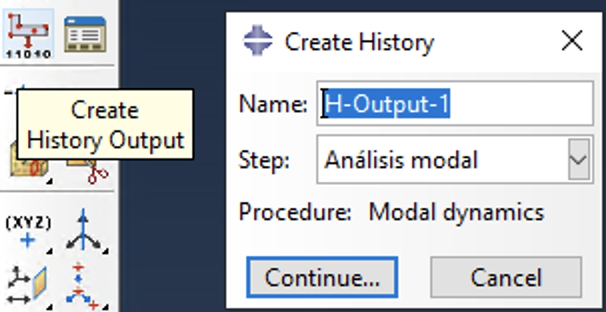 11010
Create
History Output
(XYZ)
Create History
Name: H-Output-1
Step: Análisis modal
Procedure: Modal dynamics
Continue... Cancel